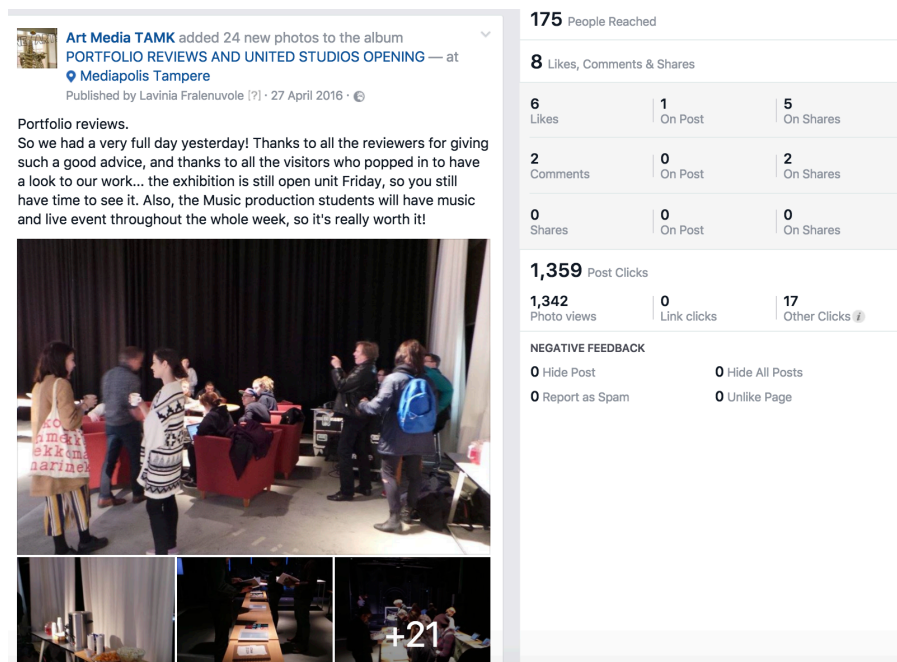 Art Media TAMK added 24 new photos to the album
PORTFOLIO REVIEWS AND UNITED STUDIOS OPENING — at
Mediapolis Tampere
Published by Lavinia Fralenuvole [?] · 27 April 2016 ·
Portfolio reviews.
So we had a very full day yesterday! Thanks to all the reviewers for giving
such a good advice, and thanks to all the visitors who popped in to have
a look to our work... the exhibition is still open unit Friday, so you still
have time to see it. Also, the Music production students will have music
and live event throughout the whole week, so it's really worth it!
ko
mekk
ekkoma
marimek
+21
175 People Reached
8 Likes, Comments & Shares
6 1 5
Likes On Post On Shares
2 0 2
Comments On Post On Shares
0 0 0
Shares On Post On Shares
1,359 Post Clicks
1,342 0 17
Photo views Link clicks Other Clicks i
NEGATIVE FEEDBACK
0 Hide Post 0 Hide All Posts
0 Report as Spam 0 Unlike Page